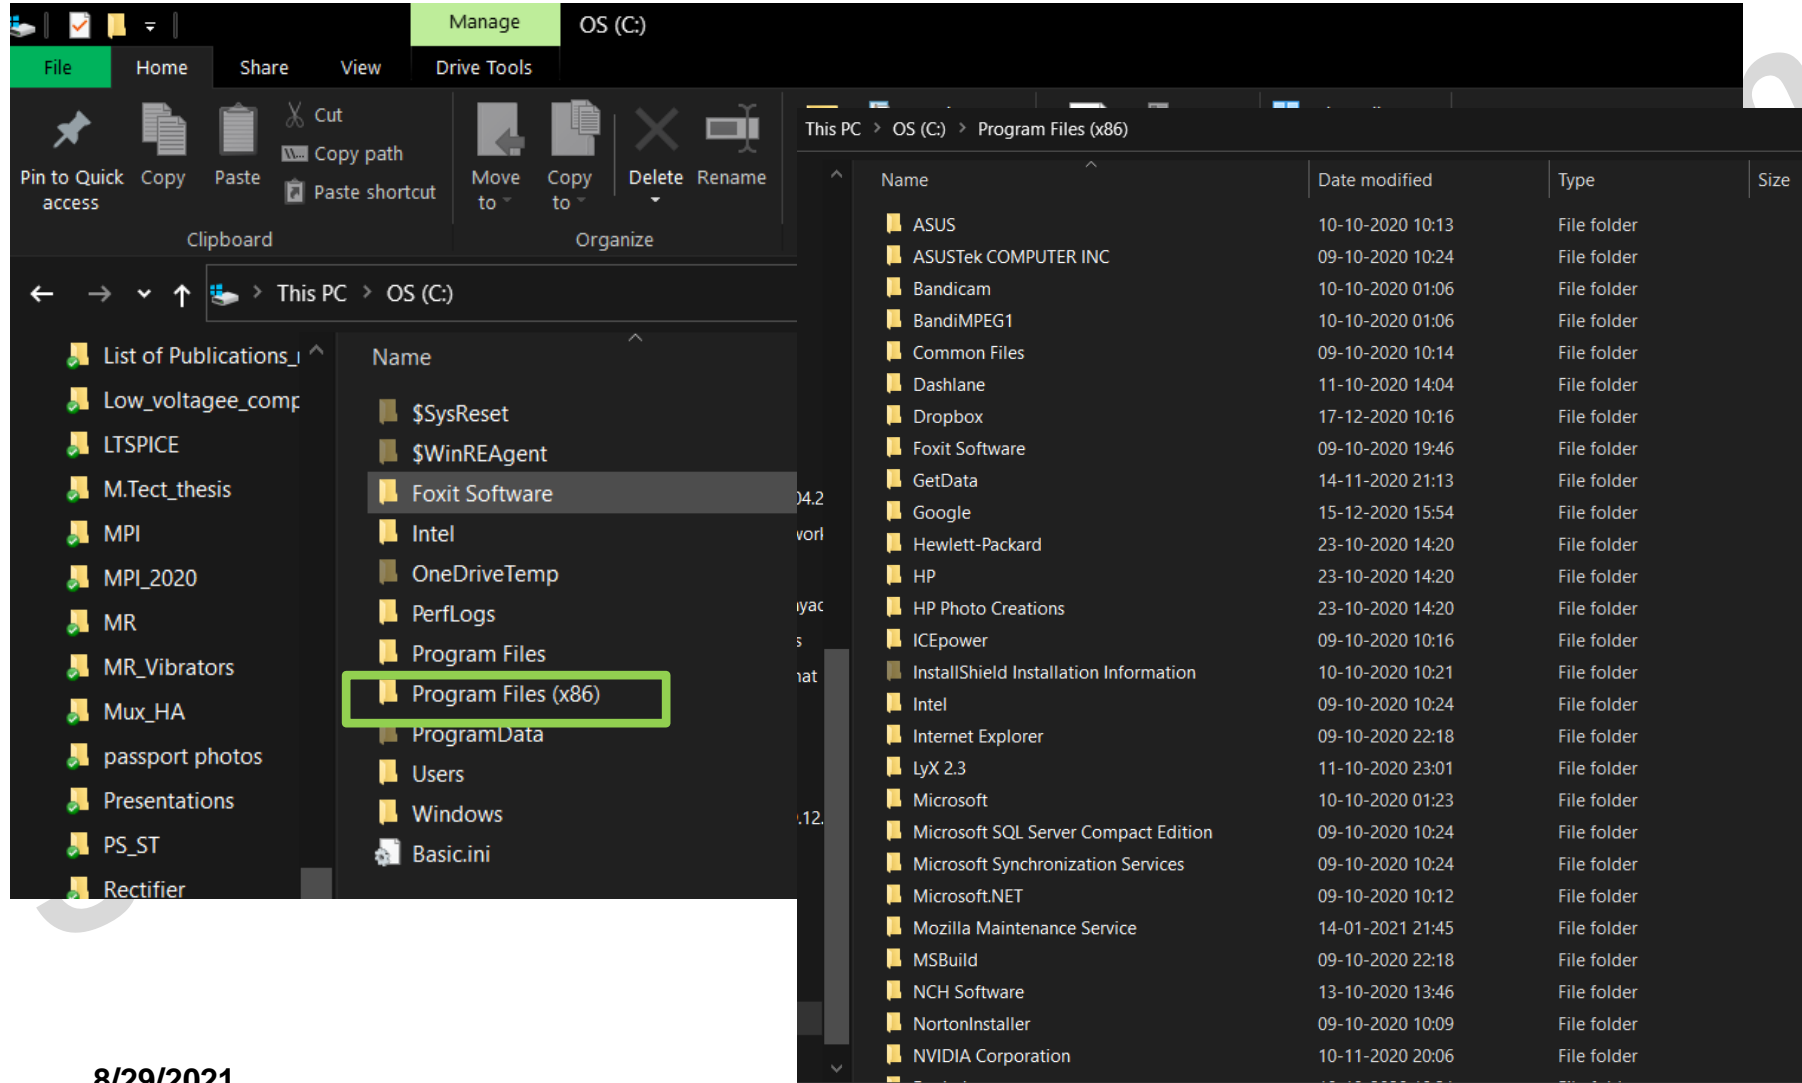 Manage OS (C:)
File Home Share View Drive Tools
Pin to Quick access
Copy
Paste
Cut
Copy path
Paste shortcut
Move to
Copy to
Delete
Rename
Clipboard
Organize
This PC > OS (C:)
List of Publications_
Low_voltagee_comp
LTSPICE
M.Tect_thesis
MPI
MPI_2020
MR
MR_Vibrators
Mux_HA
passport photos
Presentations
PS_ST
Rectifier
Name
$SysReset
$WinREAgent
Foxit Software
Intel
OneDriveTemp
PerfLogs
Program Files
Program Files (x86)
ProgramData
Users
Windows
Basic.ini
This PC > OS (C:) > Program Files (x86)
Name Date modified Type Size
ASUS 10-10-2020 10:13 File folder
ASUSTek COMPUTER INC 09-10-2020 10:24 File folder
Bandicam 10-10-2020 01:06 File folder
BandiMPEG1 10-10-2020 01:06 File folder
Common Files 09-10-2020 10:14 File folder
Dashlane 11-10-2020 14:04 File folder
Dropbox 17-12-2020 10:16 File folder
Foxit Software 09-10-2020 19:46 File folder
GetData 14-11-2020 21:13 File folder
Google 15-12-2020 15:54 File folder
Hewlett-Packard 23-10-2020 14:20 File folder
HP 23-10-2020 14:20 File folder
HP Photo Creations 23-10-2020 14:20 File folder
ICEpower 09-10-2020 10:16 File folder
InstallShield Installation Information 10-10-2020 10:21 File folder
Intel 09-10-2020 10:24 File folder
Internet Explorer 09-10-2020 22:18 File folder
LyX 2.3 11-10-2020 23:01 File folder
Microsoft 10-10-2020 01:23 File folder
Microsoft SQL Server Compact Edition 09-10-2020 10:24 File folder
Microsoft Synchronization Services 09-10-2020 10:24 File folder
Microsoft.NET 09-10-2020 10:12 File folder
Mozilla Maintenance Service 14-01-2021 21:45 File folder
MSBuild 09-10-2020 22:18 File folder
NCH Software 13-10-2020 13:46 File folder
NortonInstaller 09-10-2020 10:09 File folder
NVIDIA Corporation 10-11-2020 20:06 File folder
8/29/2021